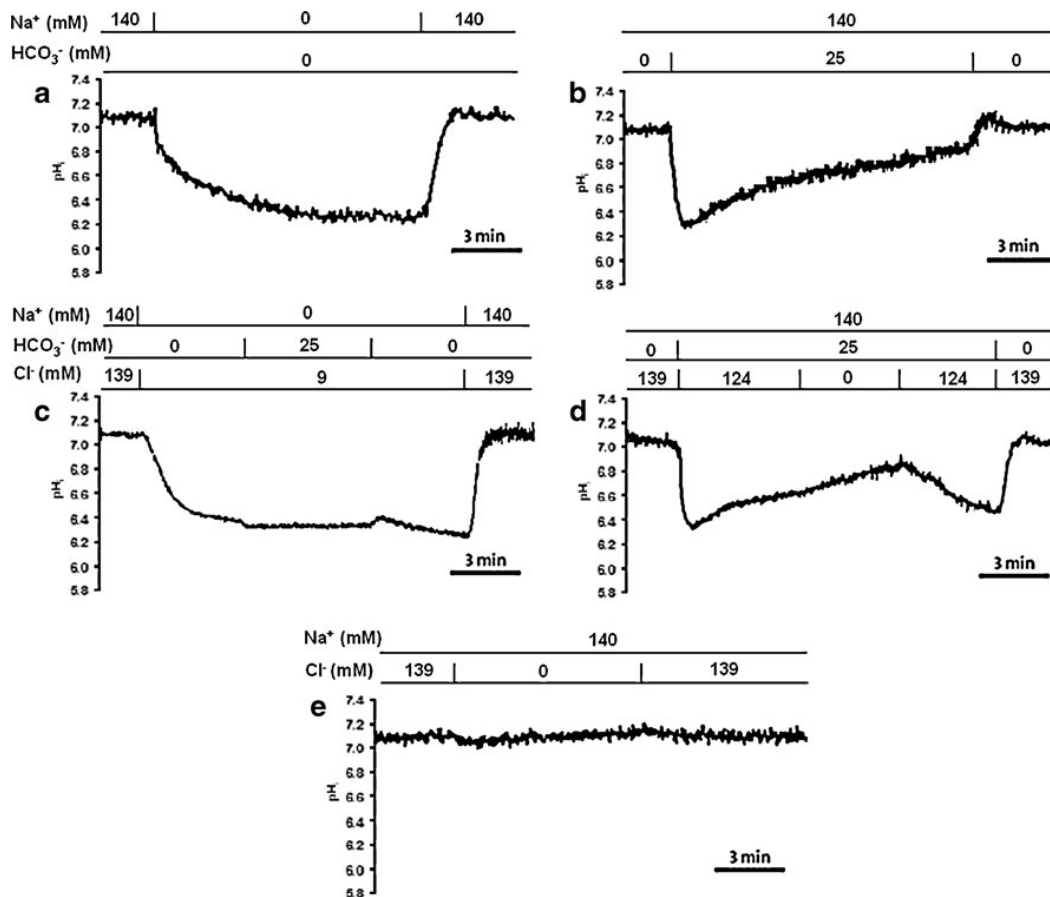 Na⁺ (mM) 140 0 140
HCO₃⁻ (mM) 0
a
7.4
7.2
7.0
6.8
6.6
6.4
6.2
6.0
5.8
pHᵢ
3 min
140
0 25 0
b
7.4
7.2
7.0
6.8
6.6
6.4
6.2
6.0
5.8
pHᵢ
3 min
Na⁺ (mM) 140 0 140
HCO₃⁻ (mM) 0 25 0
Cl⁻ (mM) 139 9 139
c
7.4
7.2
7.0
6.8
6.6
6.4
6.2
6.0
5.8
pHᵢ
3 min
140
0 25 0
139 124 0 124 139
d
7.4
7.2
7.0
6.8
6.6
6.4
6.2
6.0
5.8
pHᵢ
3 min
Na⁺ (mM) 140
Cl⁻ (mM) 139 0 139
e
7.4
7.2
7.0
6.8
6.6
6.4
6.2
6.0
5.8
pHᵢ
3 min